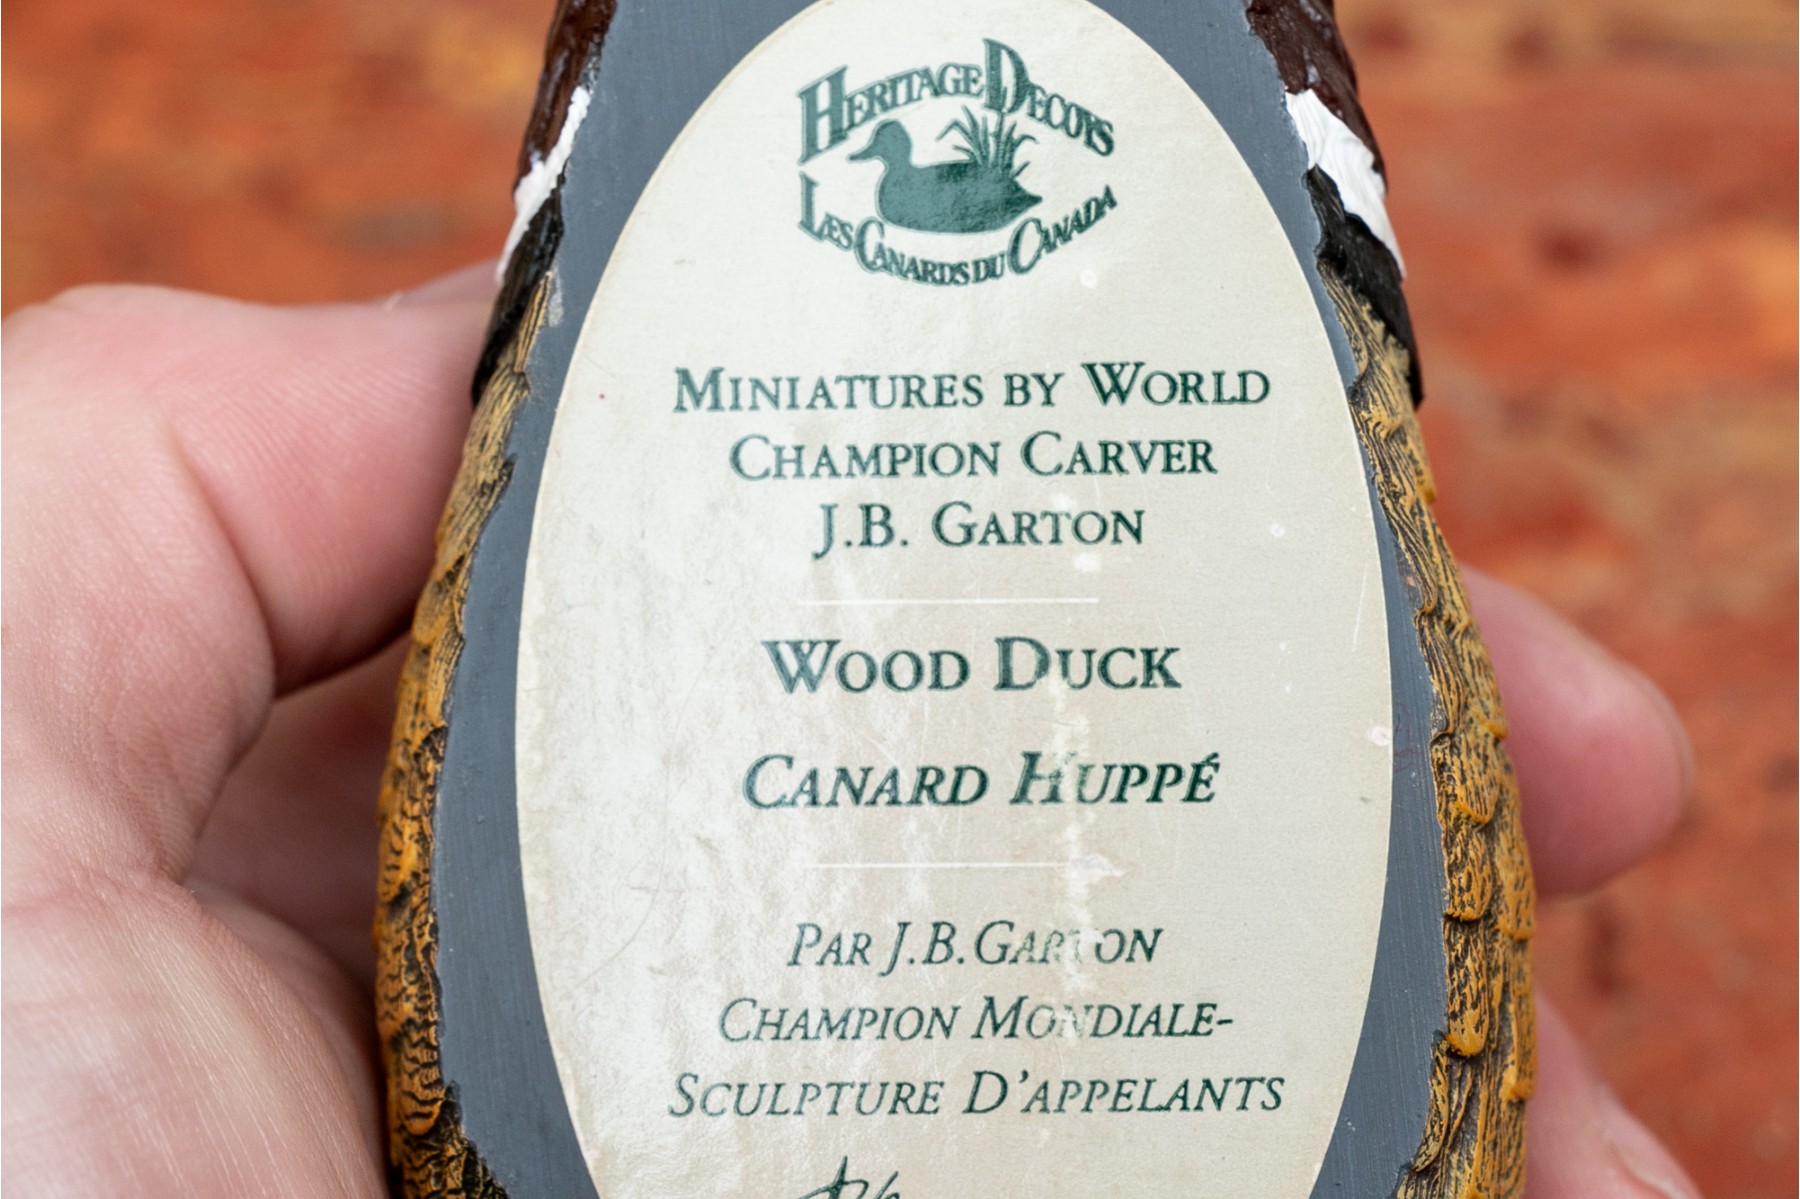 HERITAGE DECOYS
LES CANARDS DU CANADA
MINIATURES BY WORLD
CHAMPION CARVER
J.B. GARTON
WOOD DUCK
CANARD HUPPÉ
PAR J.B. GARTON
CHAMPION MONDIALE-
SCULPTURE D'APPELANTS